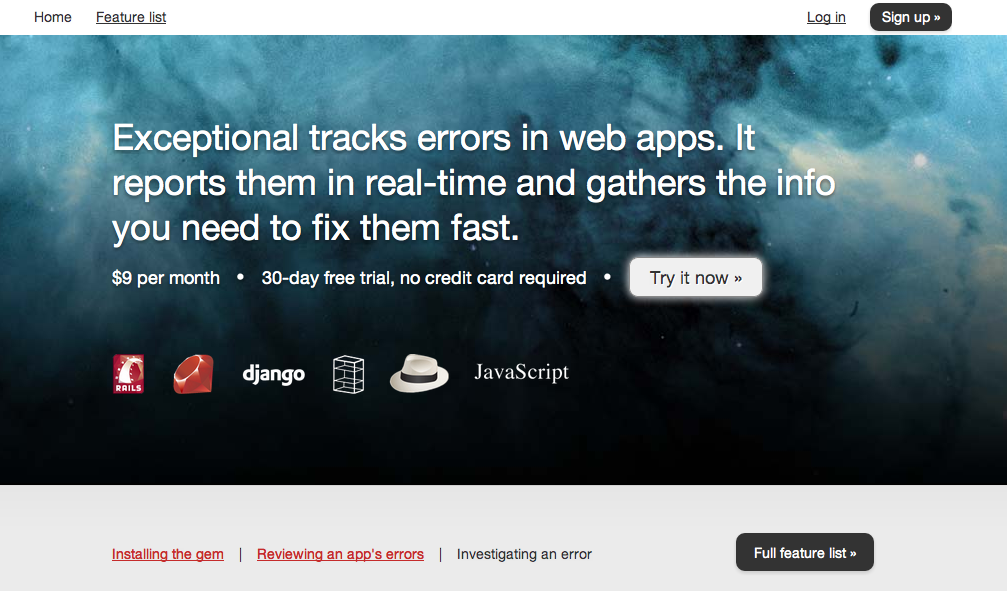 Home Feature list Log in Sign up »
Exceptional tracks errors in web apps. It
reports them in real-time and gathers the info
you need to fix them fast.
$9 per month • 30-day free trial, no credit card required • Try it now »
RAILS django JavaScript
Installing the gem | Reviewing an app's errors | Investigating an error Full feature list »